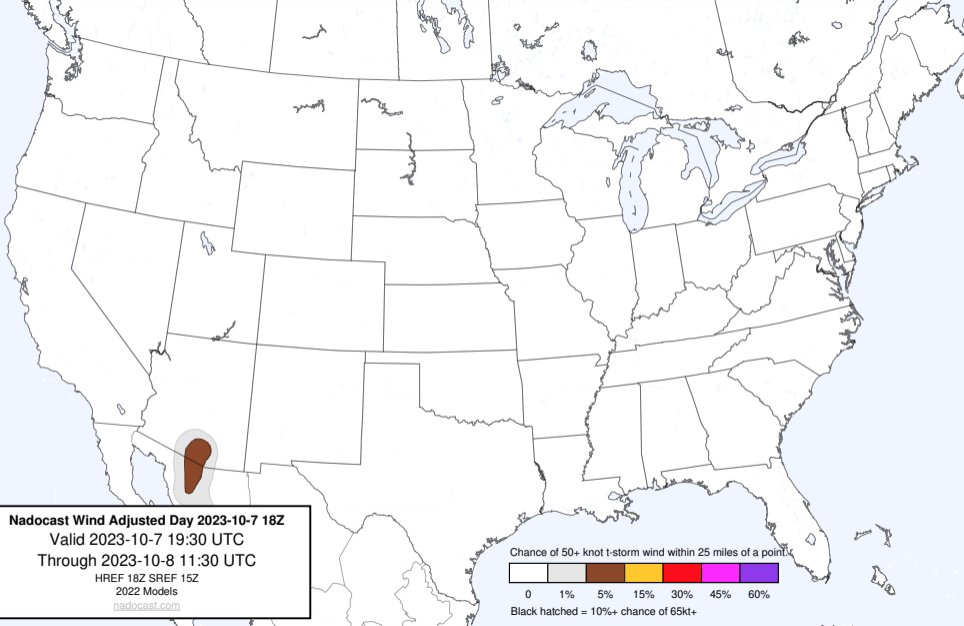 Nadocast Wind Adjusted Day 2023-10-7 18Z
Valid 2023-10-7 19:30 UTC
Through 2023-10-8 11:30 UTC
HREF 18Z SREF 15Z
2022 Models
nadocast.com
Chance of 50+ knot t-storm wind within 25 miles of a point.
0 1% 5% 15% 30% 45% 60%
Black hatched = 10%+ chance of 65kt+